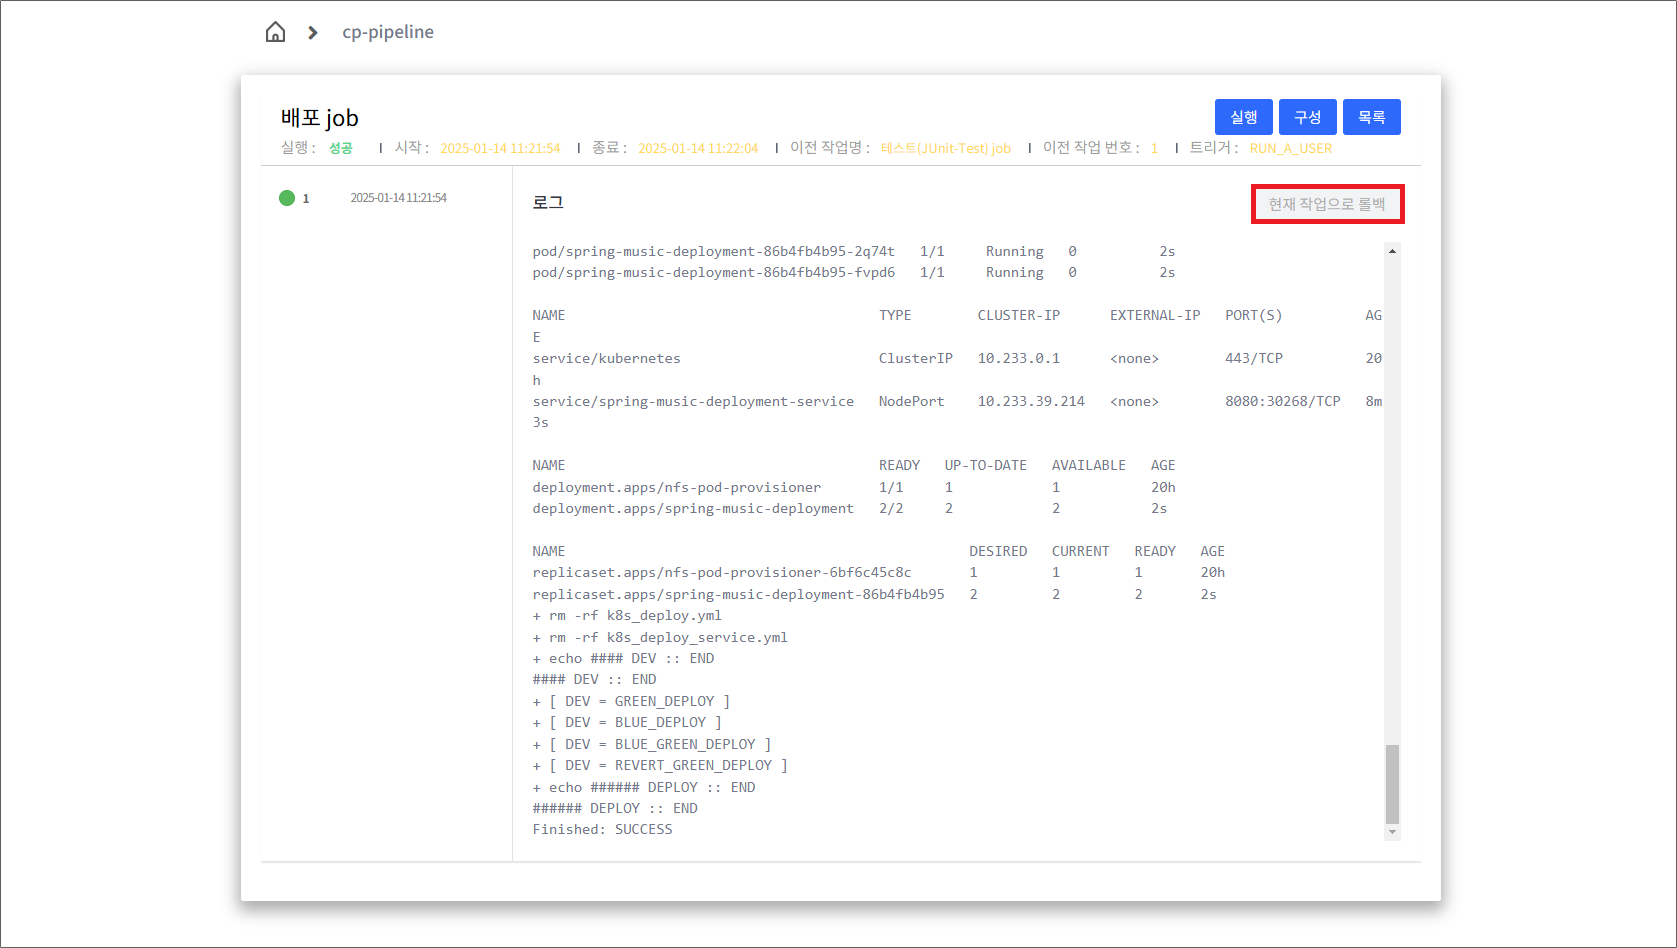 cp-pipeline
배포 job
실행 구성 목록
실행 : 성공 I 시작 : 2025-01-14 11:21:54 I 종료 : 2025-01-14 11:22:04 I 이전 작업명 : 테스트(JUnit-Test) job I 이전 작업 번호 : 1 I 트리거 : RUN_A_USER
1 2025-01-14 11:21:54
로그
현재 작업으로 롤백
pod/spring-music-deployment-86b4fb4b95-2q74t 1/1 Running 0 2s
pod/spring-music-deployment-86b4fb4b95-fvpd6 1/1 Running 0 2s
NAME TYPE CLUSTER-IP EXTERNAL-IP PORT(S) AG
E
service/kubernetes ClusterIP 10.233.0.1 <none> 443/TCP 20
h
service/spring-music-deployment-service NodePort 10.233.39.214 <none> 8080:30268/TCP 8m
3s
NAME READY UP-TO-DATE AVAILABLE AGE
deployment.apps/nfs-pod-provisioner 1/1 1 1 20h
deployment.apps/spring-music-deployment 2/2 2 2 2s
NAME DESIRED CURRENT READY AGE
replicaset.apps/nfs-pod-provisioner-6bf6c45c8c 1 1 1 20h
replicaset.apps/spring-music-deployment-86b4fb4b95 2 2 2 2s
+ rm -rf k8s_deploy.yml
+ rm -rf k8s_deploy_service.yml
+ echo #### DEV :: END
#### DEV :: END
+ [ DEV = GREEN_DEPLOY ]
+ [ DEV = BLUE_DEPLOY ]
+ [ DEV = BLUE_GREEN_DEPLOY ]
+ [ DEV = REVERT_GREEN_DEPLOY ]
+ echo ###### DEPLOY :: END
###### DEPLOY :: END
Finished: SUCCESS